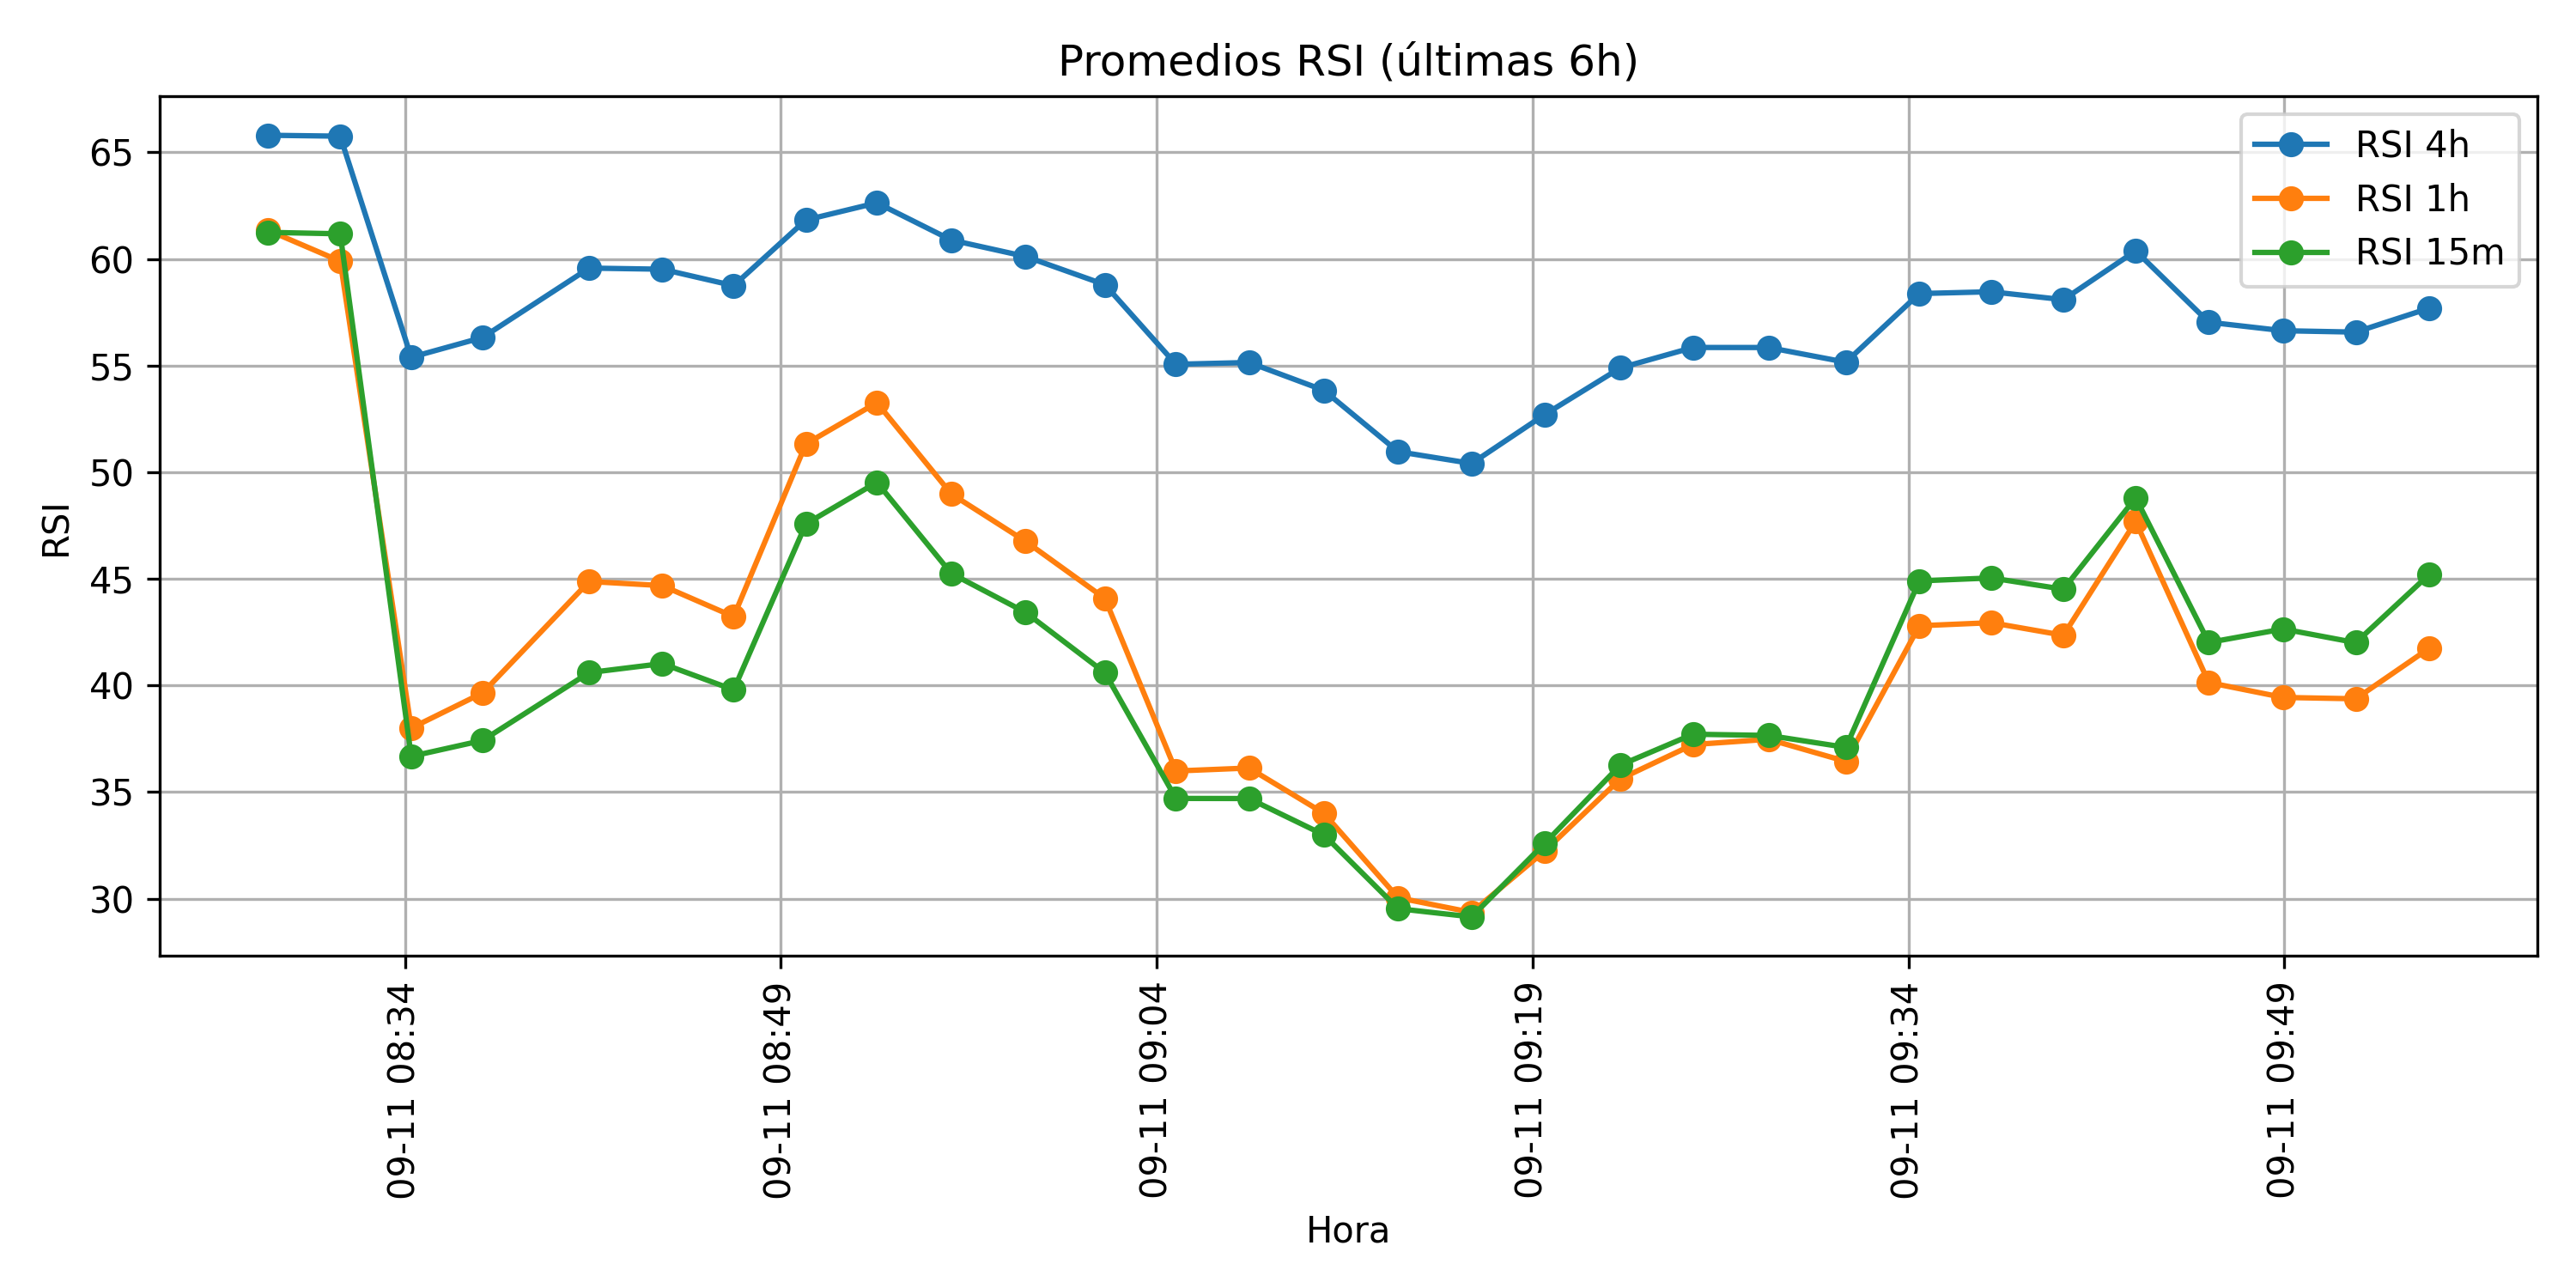 Promedios RSI (últimas 6h)
RSI 4h
RSI 1h
RSI 15m
65
60
55
50
45
40
35
30
RSI
09-11 08:34
09-11 08:49
09-11 09:04
09-11 09:19
09-11 09:34
09-11 09:49
Hora